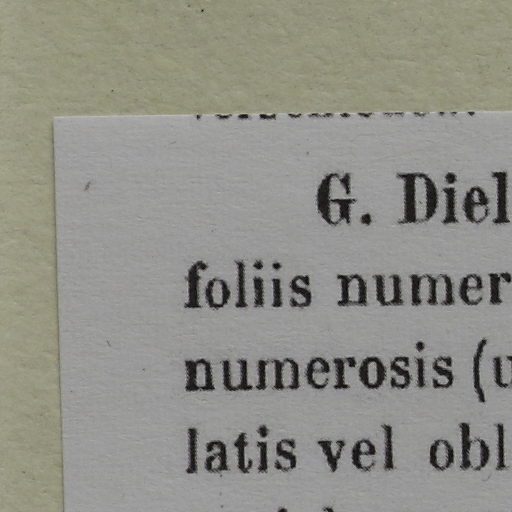 G. Diel
foliis numer
numerosis (u
latis vel obl